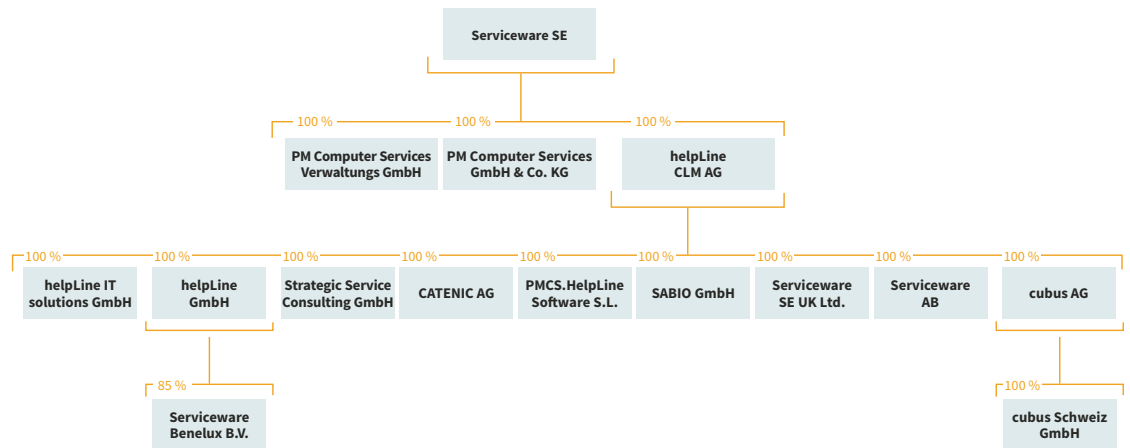 Serviceware SE
100 %
100 %
100 %
PM Computer Services
Verwaltungs GmbH
PM Computer Services
GmbH & Co. KG
helpLine
CLM AG
100 %
100 %
100 %
100 %
100 %
100 %
100 %
100 %
100 %
helpLine IT
solutions GmbH
helpLine
GmbH
Strategic Service
Consulting GmbH
CATENIC AG
PMCS.HelpLine
Software S.L.
SABIO GmbH
Serviceware
SE UK Ltd.
Serviceware
AB
cubus AG
85 %
100 %
Serviceware
Benelux B.V.
cubus Schweiz
GmbH